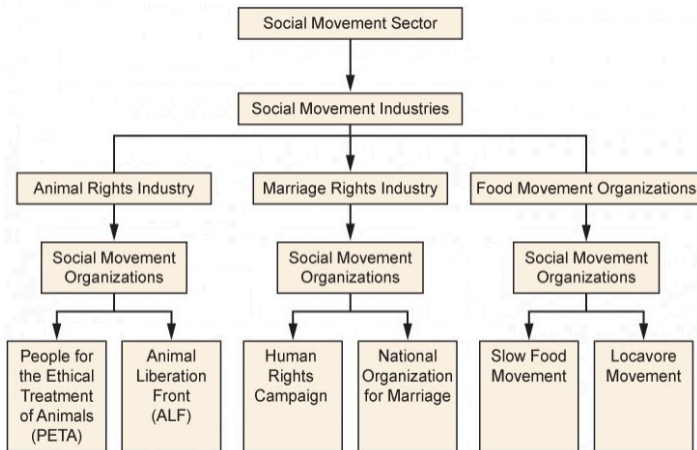 Social Movement Sector
Social Movement Industries
Animal Rights Industry
Marriage Rights Industry
Food Movement Organizations
Social Movement
Organizations
Social Movement
Organizations
Social Movement
Organizations
People for
the Ethical
Treatment
of Animals
(PETA)
Animal
Liberation
Front
(ALF)
Human
Rights
Campaign
National
Organization
for Marriage
Slow Food
Movement
Locavore
Movement